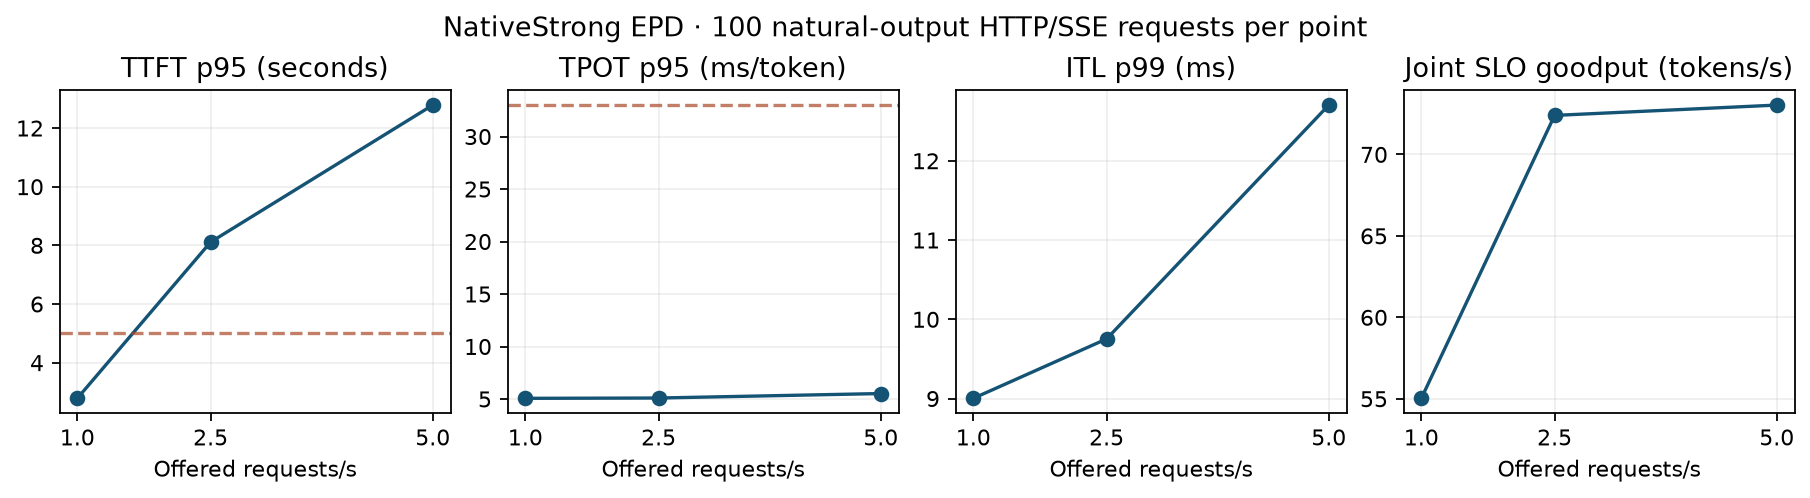 NativeStrong EPD · 100 natural-output HTTP/SSE requests per point
TTFT p95 (seconds)
12
10
8
6
4
1.0 2.5 5.0
Offered requests/s
TPOT p95 (ms/token)
30
25
20
15
10
5
1.0 2.5 5.0
Offered requests/s
ITL p99 (ms)
12
11
10
9
1.0 2.5 5.0
Offered requests/s
Joint SLO goodput (tokens/s)
70
65
60
55
1.0 2.5 5.0
Offered requests/s